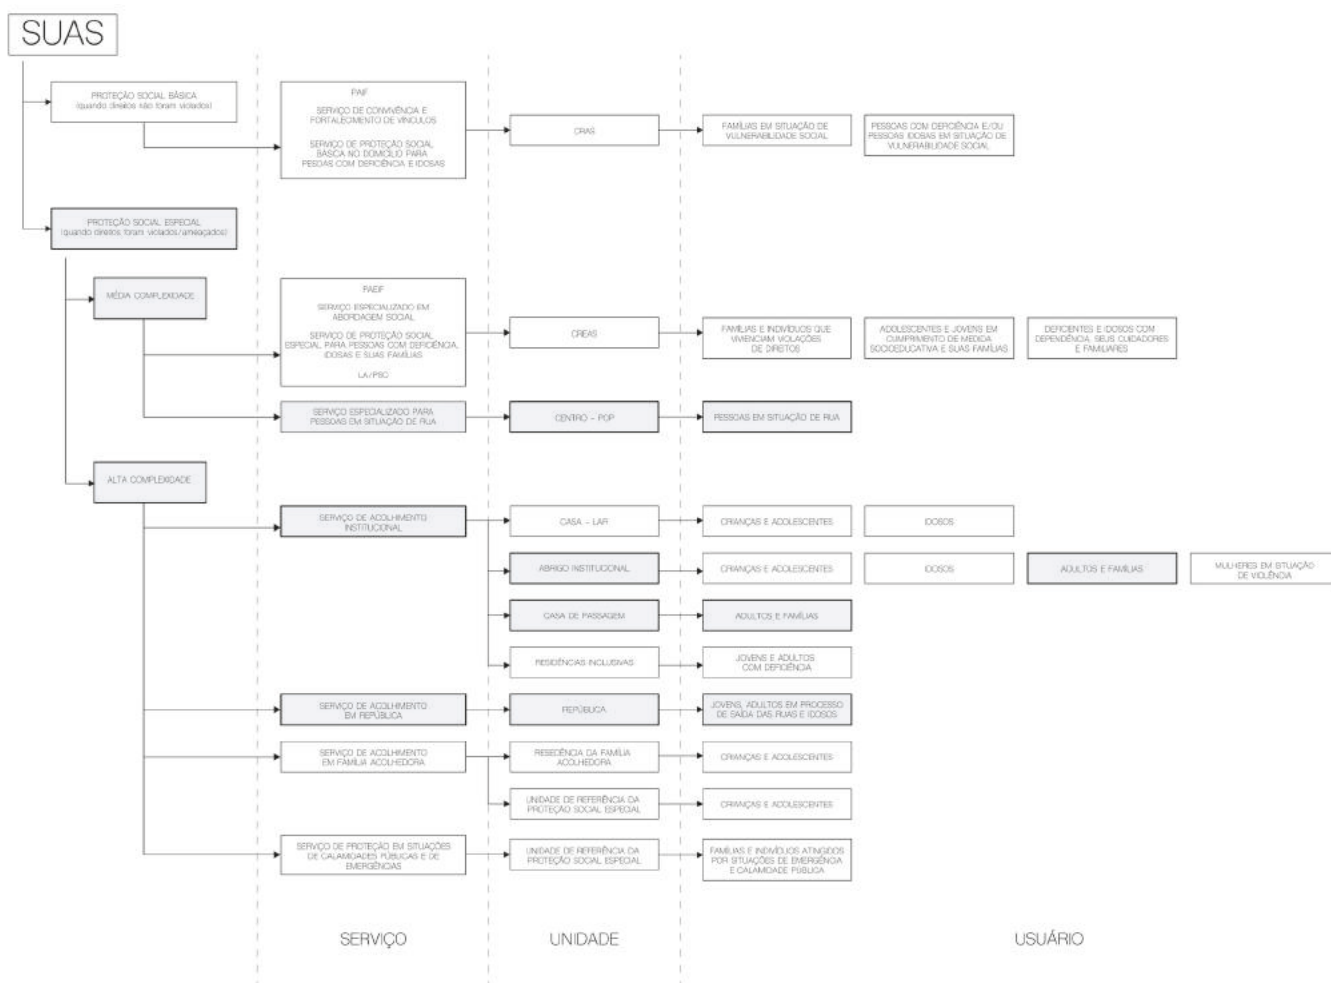 SUAS
PROTEÇÃO SOCIAL BÁSICA
(quando direitos não foram violados)
PAIF
SERVIÇO DE CONVIVÊNCIA E
FORTALECIMENTO DE VÍNCULOS
SERVIÇO DE PROTEÇÃO SOCIAL
BÁSICA NO DOMICÍLIO PARA
PESOAS COM DEFICIÊNCIA E IDOSAS
CRAS
FAMÍLIAS EM SITUAÇÃO DE
VULNERABILIDADE SOCIAL
PESSOAS COM DEFICIÊNCIA E/OU
PESSOAS IDOSAS EM SITUAÇÃO DE
VULNERABILIDADE SOCIAL
PROTEÇÃO SOCIAL ESPECIAL
(quando direitos foram violados/ameaçados)
MÉDIA COMPLEXIDADE
PAEIF
SERVIÇO ESPECIALIZADO EM
ABORDAGEM SOCIAL
SERVIÇO DE PROTEÇÃO SOCIAL
ESPECIAL PARA PESSOAS COM DEFICIÊNCIA,
IDOSAS E SUAS FAMÍLIAS
LA/PSC
CREAS
FAMÍLIAS E INDIVÍDUOS QUE
VIVENCIAM VIOLAÇÕES
DE DIREITOS
ADOLESCENTES E JOVENS EM
CUMPRIMENTO DE MEDIDA
SOCIOEDUCATIVA E SUAS FAMÍLIAS
DEFICIENTES E IDOSOS COM
DEPENDÊNCIA, SEUS CUIDADORES
E FAMILIARES
SERVIÇO ESPECIALIZADO PARA
PESSOAS EM SITUAÇÃO DE RUA
CENTRO - POP
PESSOAS EM SITUAÇÃO DE RUA
ALTA COMPLEXIDADE
SERVIÇO DE ACOLHIMENTO
INSTITUCIONAL
CASA - LAR
CRIANÇAS E ADOLESCENTES
IDOSOS
ABRIGO INSTITUCIONAL
CRIANÇAS E ADOLESCENTES
IDOSOS
ADULTOS E FAMÍLIAS
MULHERES EM SITUAÇÃO
DE VIOLÊNCIA
CASA DE PASSAGEM
ADULTOS E FAMÍLIAS
RESIDÊNCIAS INCLUSIVAS
JOVENS E ADULTOS
COM DEFICIÊNCIA
SERVIÇO DE ACOLHIMENTO
EM REPÚBLICA
REPÚBLICA
JOVENS, ADULTOS EM PROCESSO
DE SAÍDA DAS RUAS E IDOSOS
SERVIÇO DE ACOLHIMENTO
EM FAMÍLIA ACOLHEDORA
RESEDÊNCIA DA FAMÍLIA
ACOLHEDORA
CRIANÇAS E ADOLESCENTES
UNIDADE DE REFERÊNCIA DA
PROTEÇÃO SOCIAL ESPECIAL
CRIANÇAS E ADOLESCENTES
SERVIÇO DE PROTEÇÃO EM SITUAÇÕES
DE CALAMIDADES PÚBLICAS E DE
EMERGÊNCIAS
UNIDADE DE REFERÊNCIA DA
PROTEÇÃO SOCIAL ESPECIAL
FAMÍLIAS E INDIVÍDUOS ATINGIDOS
POR SITUAÇÕES DE EMERGÊNCIA
E CALAMIDADE PÚBLICA
SERVIÇO
UNIDADE
USUÁRIO